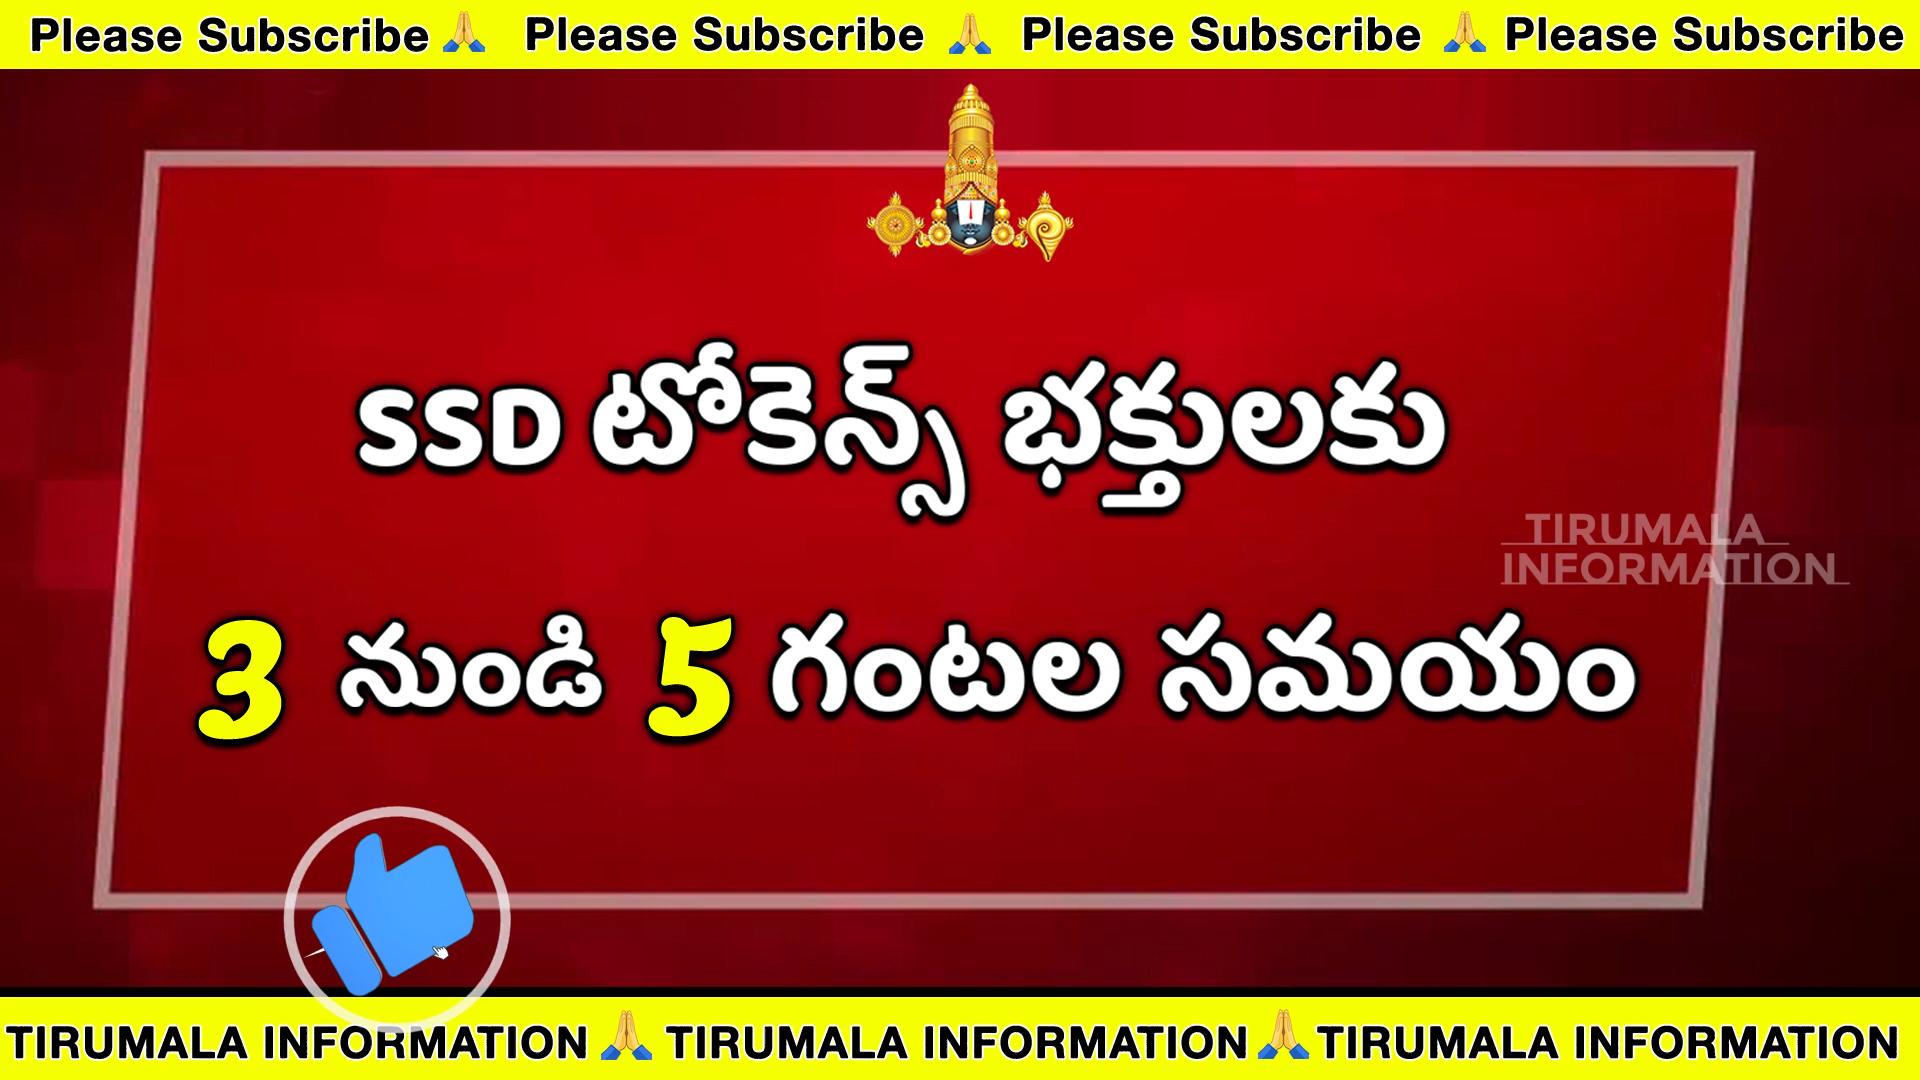 Please Subscribe🙏 Please Subscribe 🙏 Please Subscribe 🙏 Please Subscribe
SSD టోకెన్స్ భక్తులకు
TIRUMALA
INFORMATION
3 నుండి 5 గంటల సమయం
TIRUMALA INFORMATION🙏 TIRUMALA INFORMATION🙏TIRUMALA INFORMATION